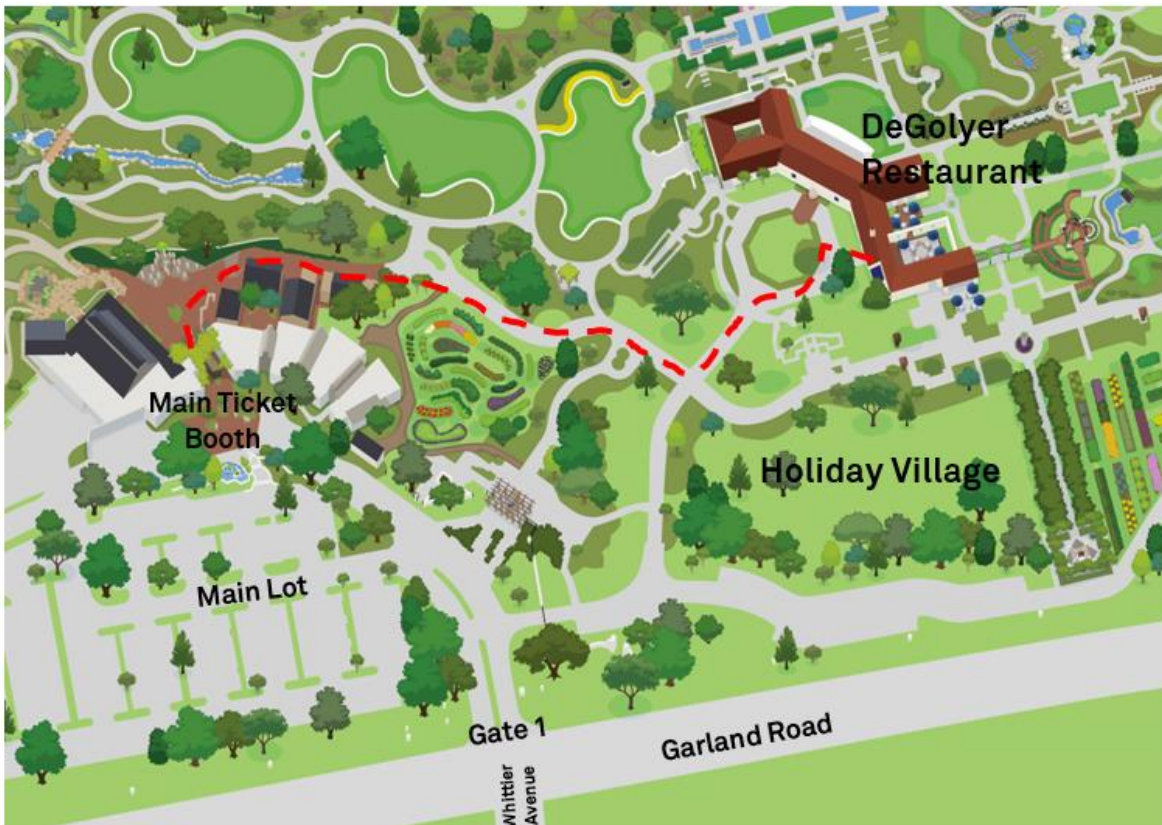 DeGolyer
Restaurant
Main Ticket
Booth
Holiday Village
Main Lot
Gate 1
Garland Road
Whittier
Avenue